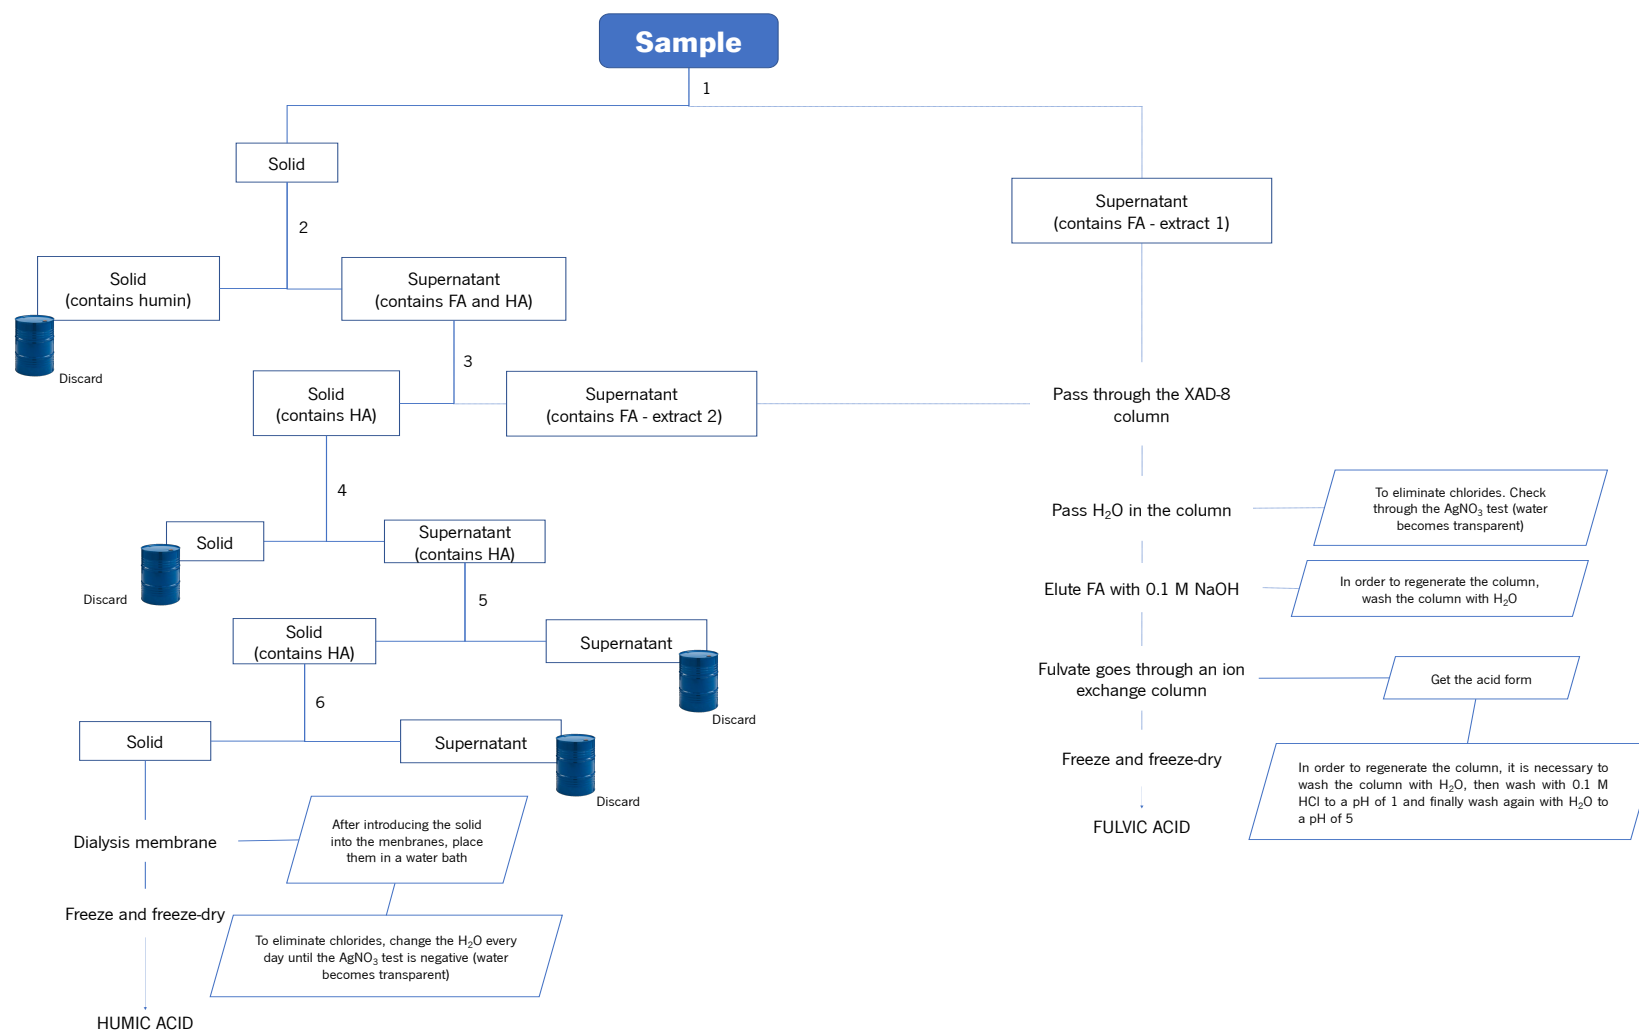 Sample
1
Solid
Supernatant
(contains FA - extract 1)
2
Solid
(contains humin)
Supernatant
(contains FA and HA)
Discard
3
Solid
(contains HA)
Supernatant
(contains FA - extract 2)
Pass through the XAD-8
column
4
Pass H₂O in the column
To eliminate chlorides. Check
through the AgNO₃ test (water
becomes transparent)
Solid
Supernatant
(contains HA)
Discard
5
Elute FA with 0.1 M NaOH
In order to regenerate the column,
wash the column with H₂O
Solid
(contains HA)
Supernatant
Discard
Fulvate goes through an ion
exchange column
Get the acid form
6
Solid
Supernatant
Discard
Freeze and freeze-dry
In order to regenerate the column, it is necessary to
wash the column with H₂O, then wash with 0.1 M
HCl to a pH of 1 and finally wash again with H₂O to
a pH of 5
FULVIC ACID
Dialysis membrane
After introducing the solid
into the menbranes, place
them in a water bath
Freeze and freeze-dry
To eliminate chlorides, change the H₂O every
day until the AgNO₃ test is negative (water
becomes transparent)
HUMIC ACID